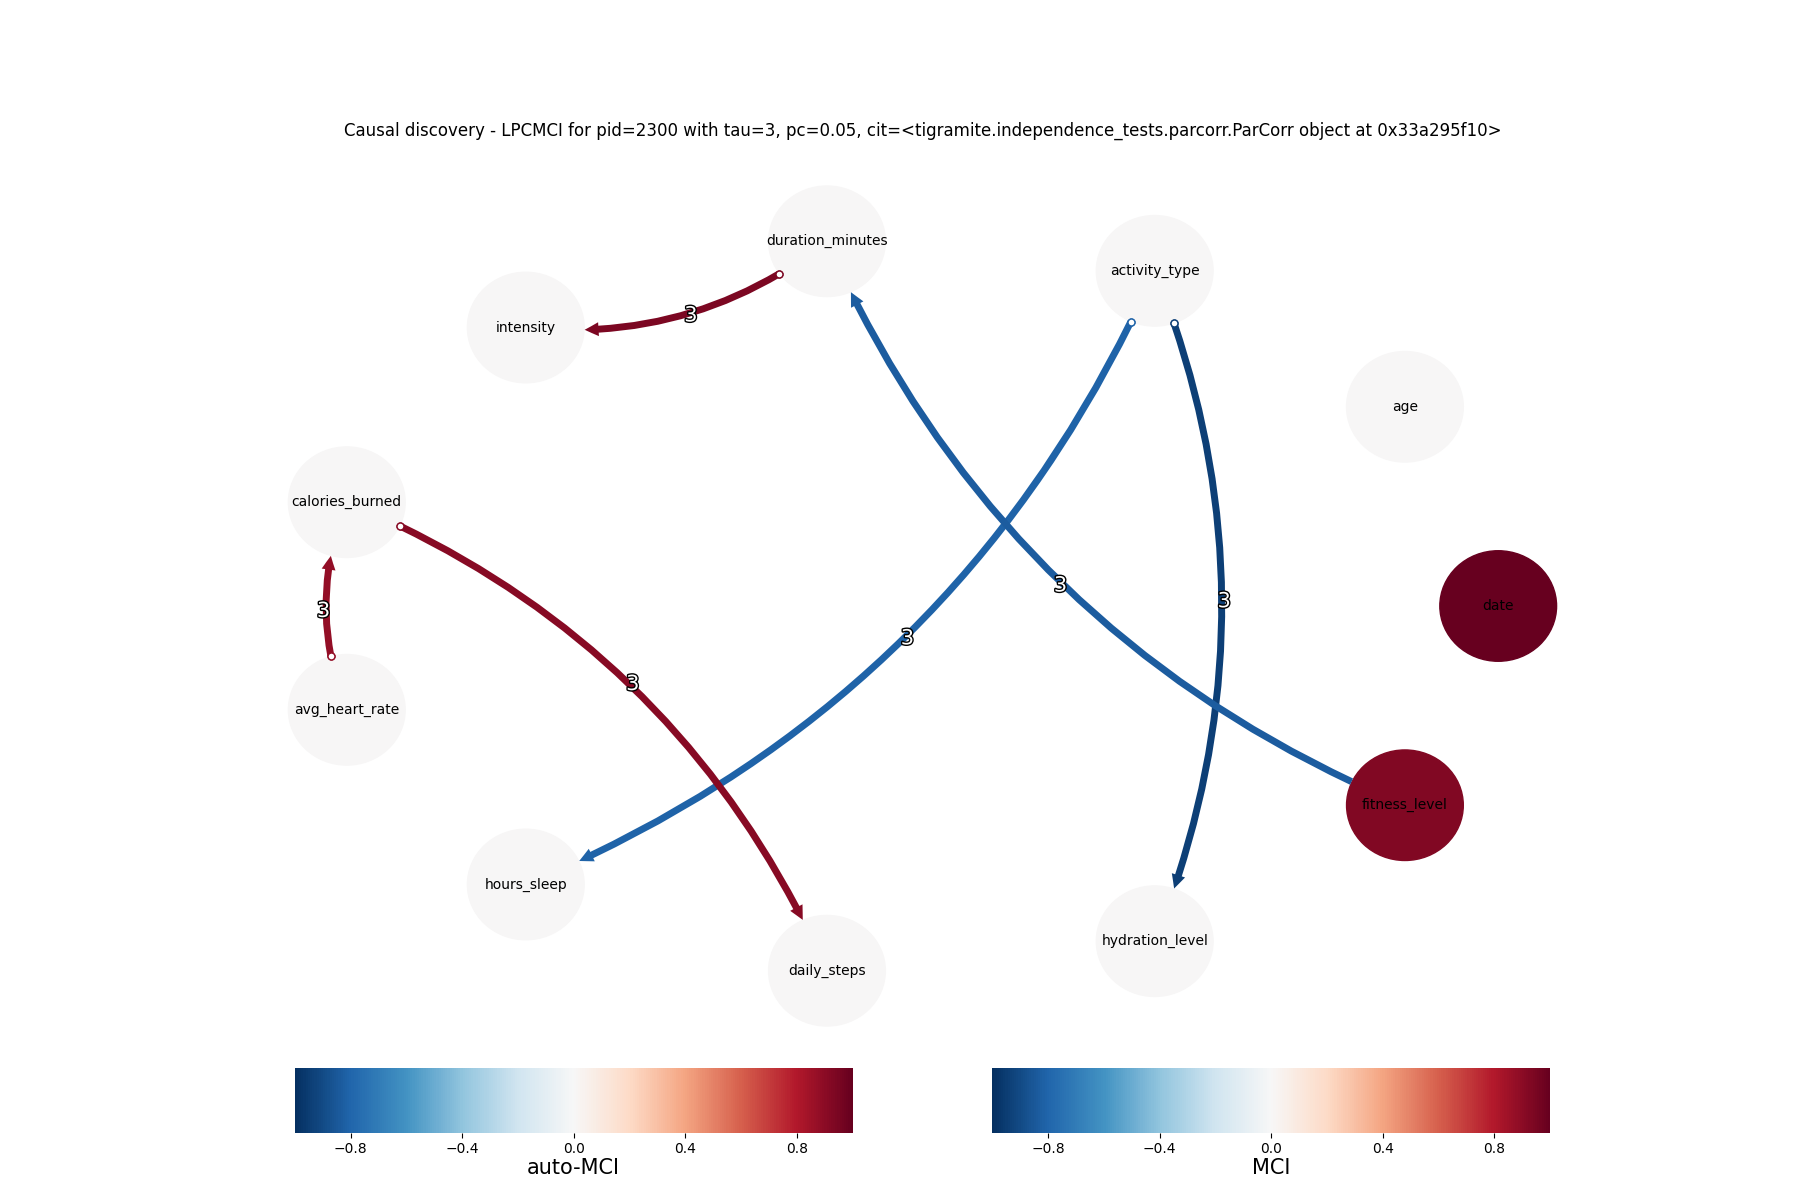 Causal discovery - LPCMCI for pid=2300 with tau=3, pc=0.05, cit=<tigramite.independence_tests.parcorr.ParCorr object at 0x33a295f10>
duration_minutes
activity_type
intensity
3
age
calories_burned
3
date
3
3
3
3
avg_heart_rate
fitness_level
hours_sleep
hydration_level
daily_steps
−0.8 −0.4 0.0 0.4 0.8
auto-MCI
−0.8 −0.4 0.0 0.4 0.8
MCI